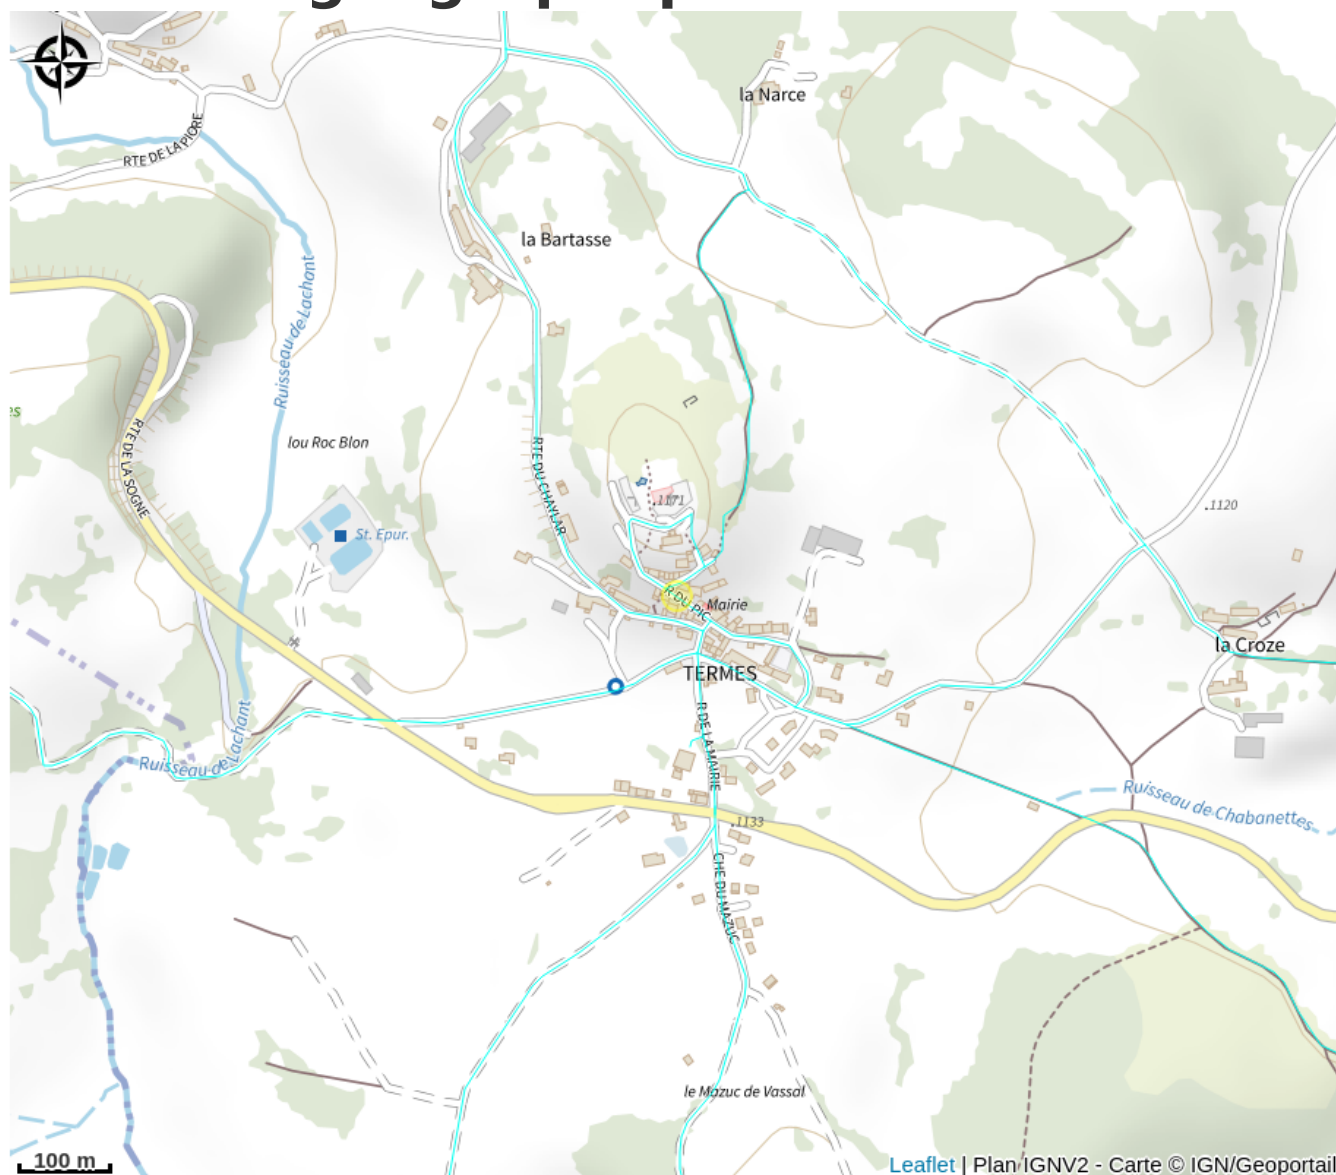 la Narce
RTE DE LA PIORE
la Bartasse
Ruisseau de Lachant
es
RTE DE LA SOGNE
lou Roc Blon
RTE DU CHAYLAR
.1171
.1120
St. Epur.
R DU PIC
Mairie
la Croze
TERMES
R DE LA MAIRIE
Ruisseau de Lachant
Ruisseau de Chabanettes
.1133
CHE DU MAZUC
le Mazuc de Vassal
100 m
Leaflet | Plan IGNV2 - Carte © IGN/Geoportail